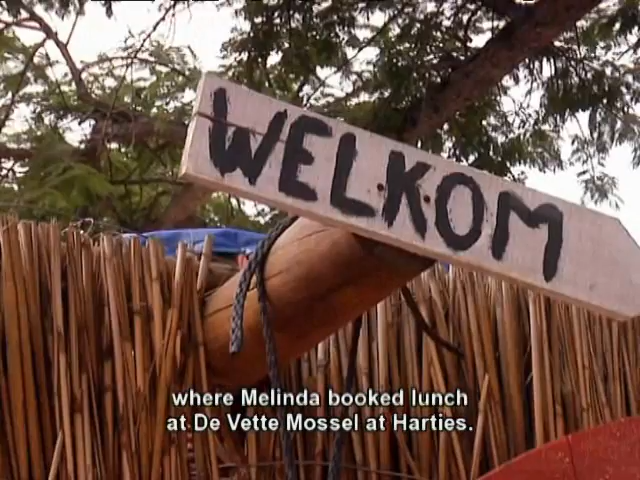 WELKOM
where Melinda booked lunch
at De Vette Mossel at Harties.